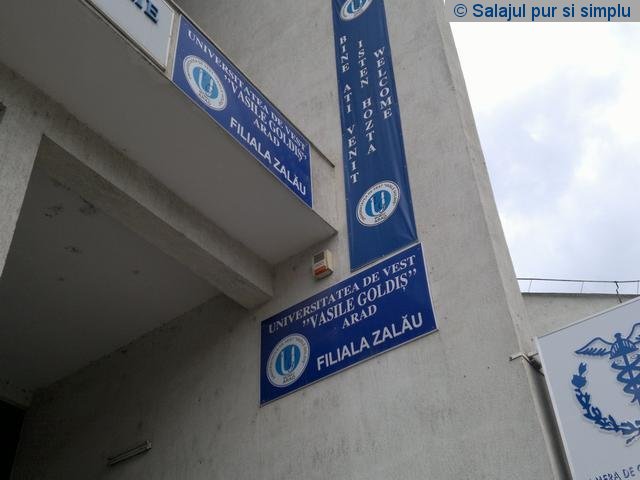 © Salajul pur si simplu
UNIVERSITATEA DE VEST
"VASILE GOLDIŞ"
ARAD
FILIALA ZALĂU
BINE ATI VENIT
ISTEN HOZTA
WELCOME
UNIVERSITATEA DE VEST
"VASILE GOLDIŞ"
ARAD
FILIALA ZALĂU